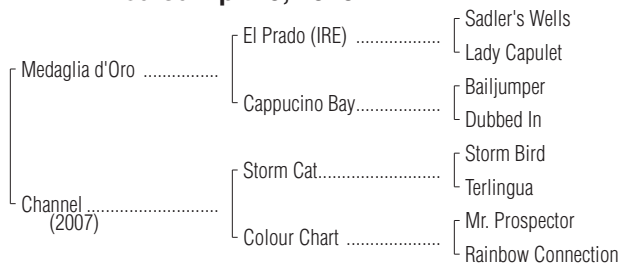 Sadler's Wells
El Prado (IRE) ...................
Lady Capulet
Medaglia d'Oro ................
Bailjumper
Cappucino Bay...................
Dubbed In
Storm Bird
Storm Cat...........................
Terlingua
Channel ............................
(2007)
Mr. Prospector
Colour Chart .....................
Rainbow Connection